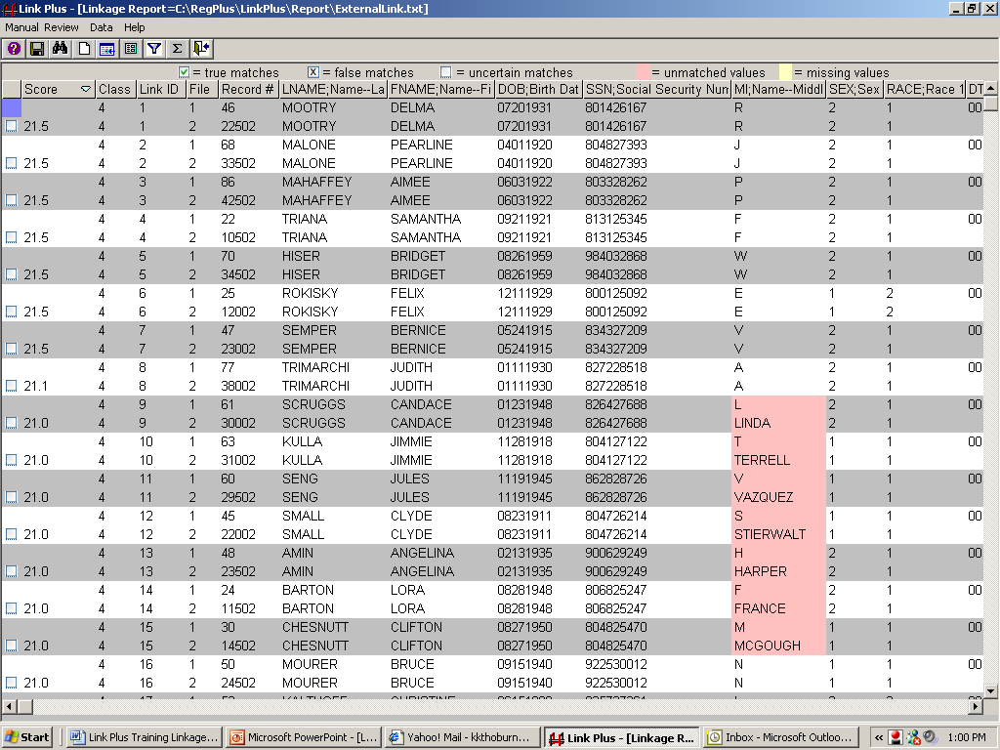 Link Plus - [Linkage Report=C:\RegPlus\LinkPlus\Report\ExternalLink.txt]
Manual Review Data Help
= true matches = false matches = uncertain matches = unmatched values = missing values
Score Class Link ID File Record # LNAME;Name--La FNAME;Name--Fi DOB;Birth Dat SSN;Social Security Num MI;Name--Middl SEX;Sex RACE;Race 1 DT
4 1 1 46 MOOTRY DELMA 07201931 801426167 R 2 1 00
21.5 4 1 2 22502 MOOTRY DELMA 07201931 801426167 R 2 1
4 2 1 68 MALONE PEARLINE 04011920 804827393 J 2 1 00
21.5 4 2 2 33502 MALONE PEARLINE 04011920 804827393 J 2 1
4 3 1 86 MAHAFFEY AIMEE 06031922 803328262 P 2 1 00
21.5 4 3 2 42502 MAHAFFEY AIMEE 06031922 803328262 P 2 1
4 4 1 22 TRIANA SAMANTHA 09211921 813125345 F 2 1 00
21.5 4 4 2 10502 TRIANA SAMANTHA 09211921 813125345 F 2 1
4 5 1 70 HISER BRIDGET 08261959 984032868 W 2 1 00
21.5 4 5 2 34502 HISER BRIDGET 08261959 984032868 W 2 1
4 6 1 25 ROKISKY FELIX 12111929 800125092 E 1 2 00
21.5 4 6 2 12002 ROKISKY FELIX 12111929 800125092 E 1 2
4 7 1 47 SEMPER BERNICE 05241915 834327209 V 2 1 00
21.5 4 7 2 23002 SEMPER BERNICE 05241915 834327209 V 2 1
4 8 1 77 TRIMARCHI JUDITH 01111930 827228518 A 2 1 00
21.1 4 8 2 38002 TRIMARCHI JUDITH 01111930 827228518 A 2 1
4 9 1 61 SCRUGGS CANDACE 01231948 826427688 L 2 1 00
21.0 4 9 2 30002 SCRUGGS CANDACE 01231948 826427688 LINDA 2 1
4 10 1 63 KULLA JIMMIE 11281918 804127122 T 1 1 00
21.0 4 10 2 31002 KULLA JIMMIE 11281918 804127122 TERRELL 1 1
4 11 1 60 SENG JULES 11191945 862828726 V 1 1 00
21.0 4 11 2 29502 SENG JULES 11191945 862828726 VAZQUEZ 1 1
4 12 1 45 SMALL CLYDE 08231911 804726214 S 1 1 00
21.0 4 12 2 22002 SMALL CLYDE 08231911 804726214 STIERWALT 1 1
4 13 1 48 AMIN ANGELINA 02131935 900629249 H 2 1 00
21.0 4 13 2 23502 AMIN ANGELINA 02131935 900629249 HARPER 2 1
4 14 1 24 BARTON LORA 08281948 806825247 F 2 1 00
21.0 4 14 2 11502 BARTON LORA 08281948 806825247 FRANCE 2 1
4 15 1 30 CHESNUTT CLIFTON 08271950 804825470 M 1 1 00
21.0 4 15 2 14502 CHESNUTT CLIFTON 08271950 804825470 MCGOUGH 1 1
4 16 1 50 MOURER BRUCE 09151940 922530012 N 1 1 00
21.0 4 16 2 24502 MOURER BRUCE 09151940 922530012 N 1 1
Start Link Plus Training Linkage... Microsoft PowerPoint - [L... Yahoo! Mail - kkthoburn... Link Plus - [Linkage R... Inbox - Microsoft Outloo... « 1:00 PM